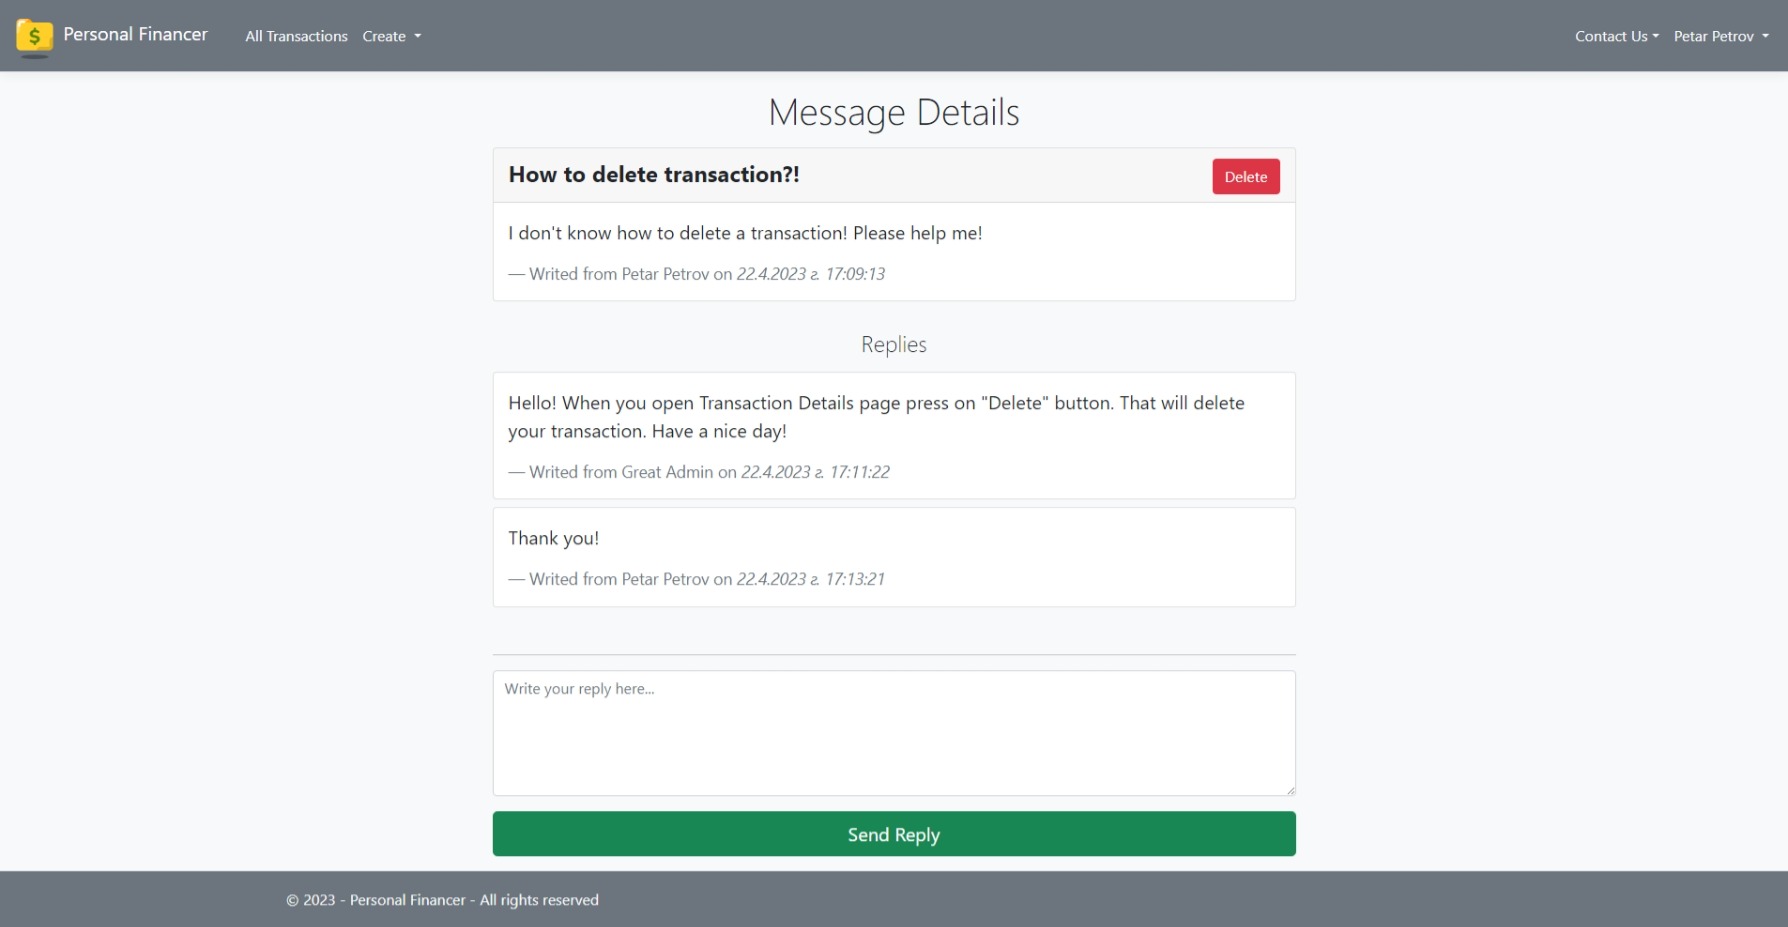 $
Personal Financer
All Transactions
Create
Contact Us
Petar Petrov
Message Details
How to delete transaction?!
Delete
I don't know how to delete a transaction! Please help me!
— Writed from Petar Petrov on 22.4.2023 г. 17:09:13
Replies
Hello! When you open Transaction Details page press on "Delete" button. That will delete
your transaction. Have a nice day!
— Writed from Great Admin on 22.4.2023 г. 17:11:22
Thank you!
— Writed from Petar Petrov on 22.4.2023 г. 17:13:21
Write your reply here...
Send Reply
© 2023 - Personal Financer - All rights reserved